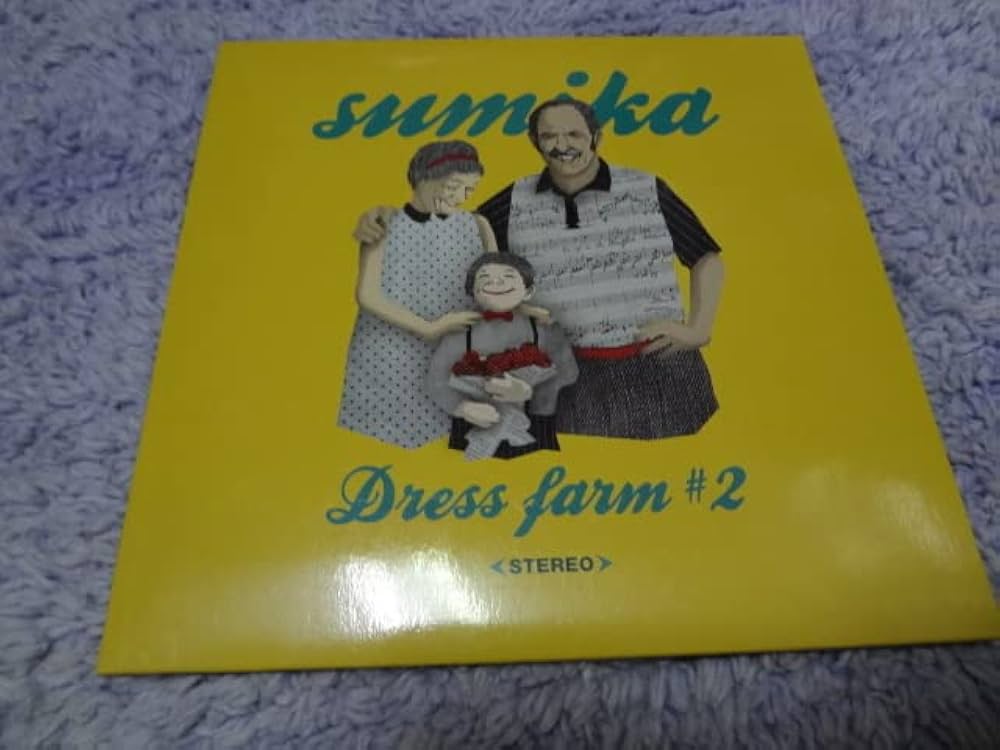 sumika
Dress farm #2
<STEREO>